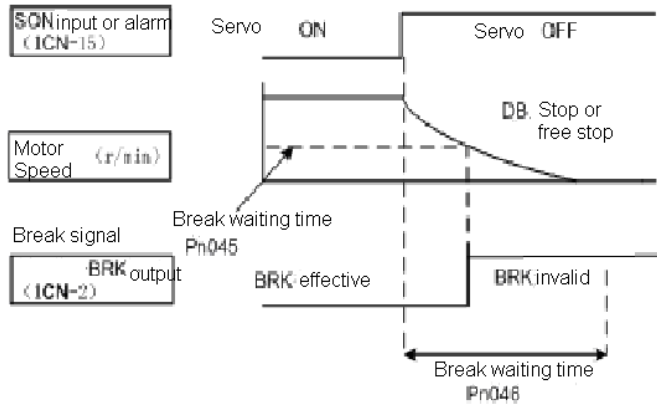 SON input or alarm
(1CN-15)
Servo ON
Servo OFF
DB. Stop or
free stop
Motor
Speed (r/min)
Break waiting time
Pn045
Break signal
BRK output
(1CN-2)
BRK effective
BRK invalid
Break waiting time
Pn046